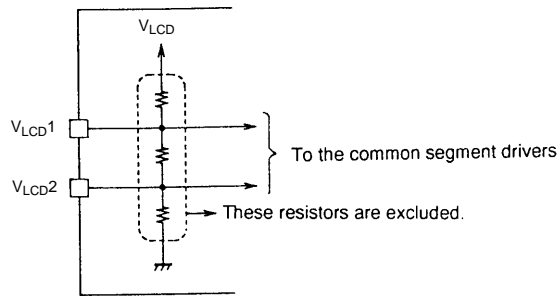 VLCD
VLCD1
To the common segment drivers
VLCD2
These resistors are excluded.